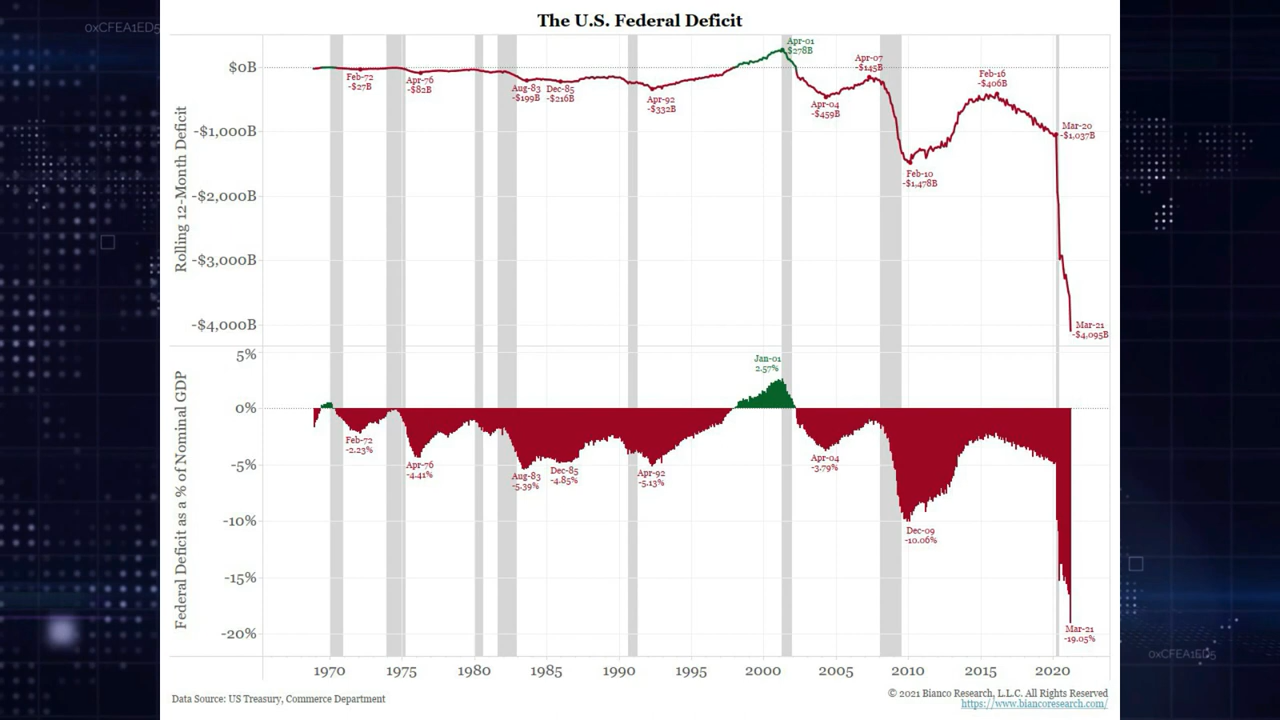 0xCFEA1ED5
The U.S. Federal Deficit
Rolling 12-Month Deficit
$0B
-$1,000B
-$2,000B
-$3,000B
-$4,000B
Feb-72
-$27B
Apr-76
-$82B
Aug-83
-$199B
Dec-85
-$216B
Apr-92
-$332B
Apr-01
$278B
Apr-04
-$459B
Apr-07
-$145B
Feb-10
-$1,478B
Feb-16
-$406B
Mar-20
-$1,037B
Mar-21
-$4,095B
Federal Deficit as a % of Nominal GDP
5%
0%
-5%
-10%
-15%
-20%
Feb-72
-2.23%
Apr-76
-4.41%
Aug-83
-5.39%
Dec-85
-4.85%
Apr-92
-5.13%
Jan-01
2.57%
Apr-04
-3.79%
Dec-09
-10.06%
Mar-21
-19.05%
1970 1975 1980 1985 1990 1995 2000 2005 2010 2015 2020
Data Source: US Treasury, Commerce Department
© 2021 Bianco Research, L.L.C. All Rights Reserved
https://www.biancoresearch.com/
0xCFEA1ED5